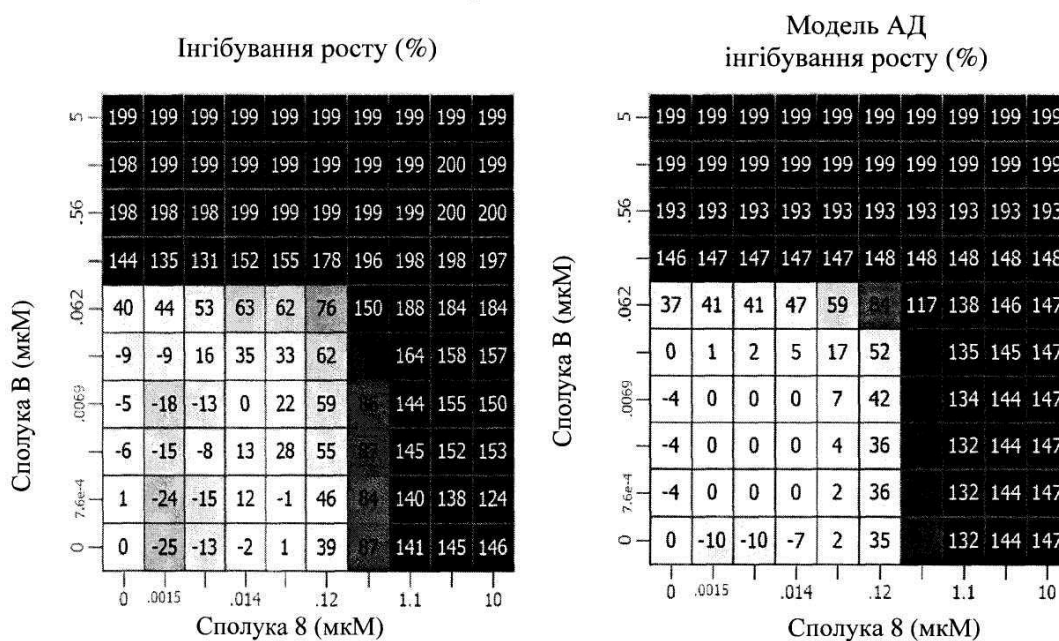 Інгібування росту (%)
Модель АД
інгібування росту (%)
5 199 199 199 199 199 199 199 199 199 199
198 199 199 199 199 199 199 199 200 199
.56 198 198 198 199 199 199 199 199 200 200
144 135 131 152 155 178 196 198 198 197
.062 40 44 53 63 62 76 150 188 184 184
-9 -9 16 35 33 62 164 158 157
.0069 -5 -18 -13 0 22 59 144 155 150
-6 -15 -8 13 28 55 145 152 153
7.6e-4 1 -24 -15 12 -1 46 84 140 138 124
0 0 -25 -13 -2 1 39 87 141 145 146
0 .0015 .014 .12 1.1 10
Сполука 8 (мкМ)
Сполука В (мкМ)
5 199 199 199 199 199 199 199 199 199 199
199 199 199 199 199 199 199 199 199 199
.56 193 193 193 193 193 193 193 193 193 193
146 147 147 147 147 148 148 148 148 148
.062 37 41 41 47 59 84 117 138 146 147
0 1 2 5 17 52 135 145 147
.0069 -4 0 0 0 7 42 134 144 147
-4 0 0 0 4 36 132 144 147
7.6e-4 -4 0 0 0 2 36 132 144 147
0 0 -10 -10 -7 2 35 132 144 147
0 .0015 .014 .12 1.1 10
Сполука 8 (мкМ)
Сполука В (мкМ)